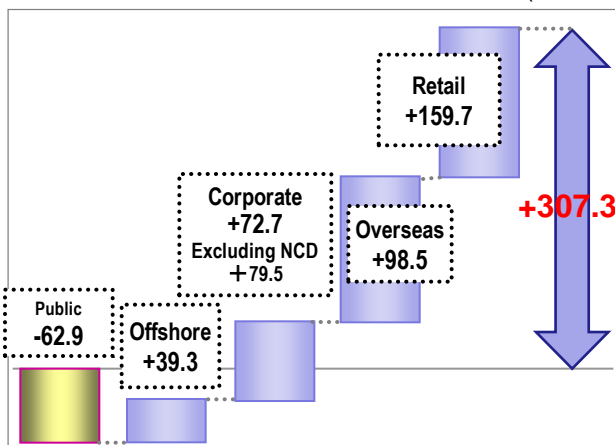 Retail
+159.7
Corporate
+72.7
Excluding NCD
＋79.5
Overseas
+98.5
+307.3
Public
-62.9
Offshore
+39.3